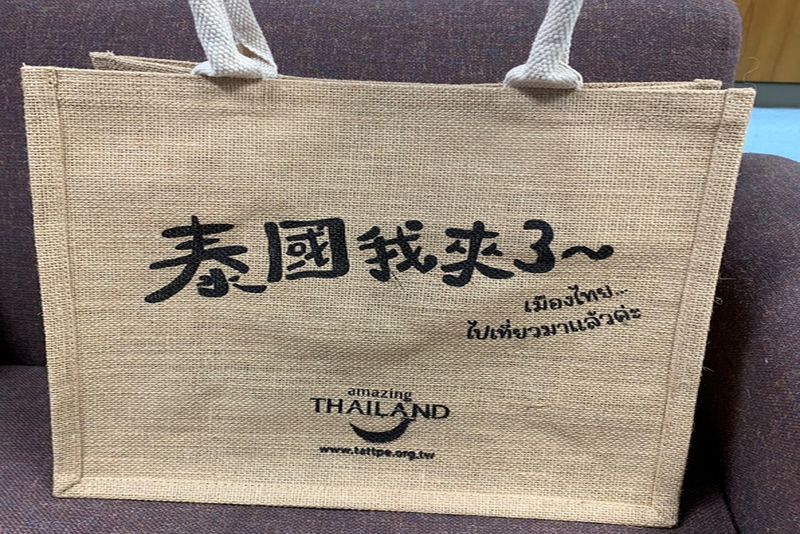 泰國我來3~
เมืองไทย...
ไปเที่ยวมาแล้วค่ะ
amazing
THAILAND
www.tattpe.org.tw